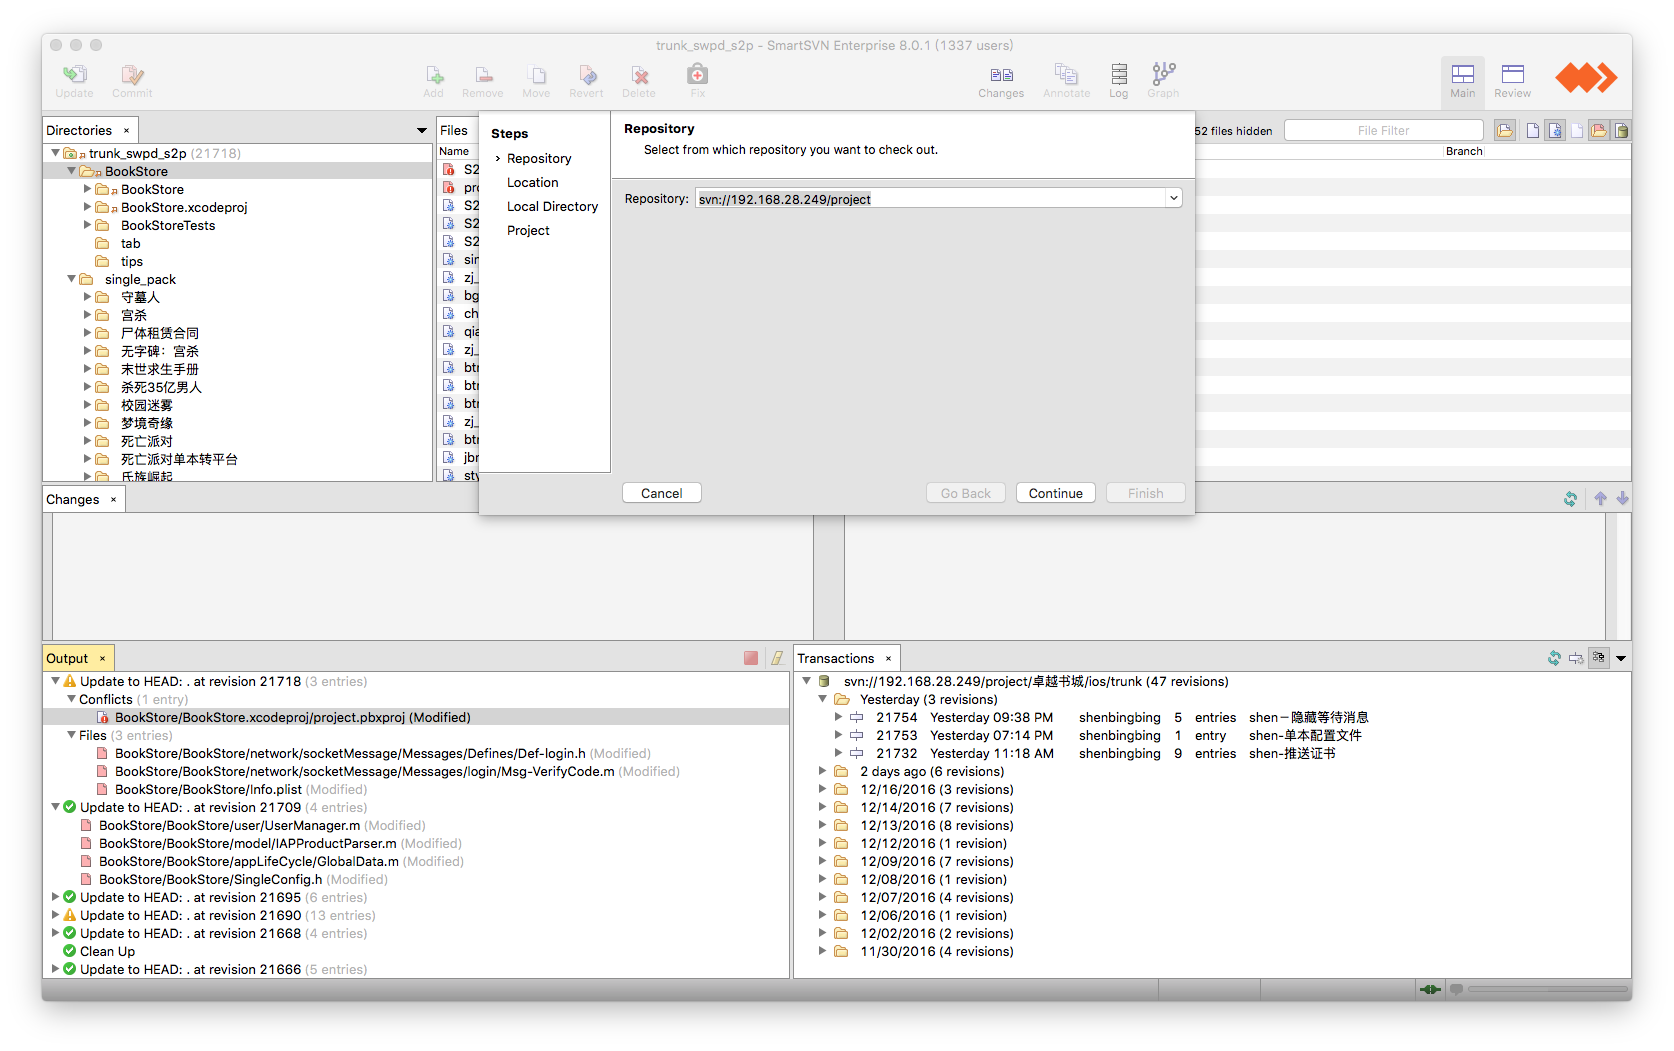 trunk_swpd_s2p - SmartSVN Enterprise 8.0.1 (1337 users)
Update
Commit
Add
Remove
Move
Revert
Delete
Fix
Changes
Annotate
Log
Graph
Main
Review
Directories ×
trunk_swpd_s2p (21718)
BookStore
BookStore
BookStore.xcodeproj
BookStoreTests
tab
tips
single_pack
守墓人
宫杀
尸体租赁合同
无字碑：宫杀
末世求生手册
杀死35亿男人
校园迷雾
梦境奇缘
死亡派对
死亡派对单本转平台
氏族崛起
Files
Name
S2
pro
S2
S2
S2
sin
zj_
bg
ch
qia
zj_
btn
btn
btn
zj_
btn
jbn
sty
52 files hidden
File Filter
Branch
Steps
› Repository
Location
Local Directory
Project
Repository
Select from which repository you want to check out.
Repository: svn://192.168.28.249/project
Cancel
Go Back
Continue
Finish
Changes ×
Output ×
Update to HEAD: . at revision 21718 (3 entries)
Conflicts (1 entry)
BookStore/BookStore.xcodeproj/project.pbxproj (Modified)
Files (3 entries)
BookStore/BookStore/network/socketMessage/Messages/Defines/Def-login.h (Modified)
BookStore/BookStore/network/socketMessage/Messages/login/Msg-VerifyCode.m (Modified)
BookStore/BookStore/Info.plist (Modified)
Update to HEAD: . at revision 21709 (4 entries)
BookStore/BookStore/user/UserManager.m (Modified)
BookStore/BookStore/model/IAPProductParser.m (Modified)
BookStore/BookStore/appLifeCycle/GlobalData.m (Modified)
BookStore/BookStore/SingleConfig.h (Modified)
Update to HEAD: . at revision 21695 (6 entries)
Update to HEAD: . at revision 21690 (13 entries)
Update to HEAD: . at revision 21668 (4 entries)
Clean Up
Update to HEAD: . at revision 21666 (5 entries)
Transactions ×
svn://192.168.28.249/project/卓越书城/ios/trunk (47 revisions)
Yesterday (3 revisions)
21754 Yesterday 09:38 PM shenbingbing 5 entries shen－隐藏等待消息
21753 Yesterday 07:14 PM shenbingbing 1 entry shen-单本配置文件
21732 Yesterday 11:18 AM shenbingbing 9 entries shen-推送证书
2 days ago (6 revisions)
12/16/2016 (3 revisions)
12/14/2016 (7 revisions)
12/13/2016 (8 revisions)
12/12/2016 (1 revision)
12/09/2016 (7 revisions)
12/08/2016 (1 revision)
12/07/2016 (4 revisions)
12/06/2016 (1 revision)
12/02/2016 (2 revisions)
11/30/2016 (4 revisions)